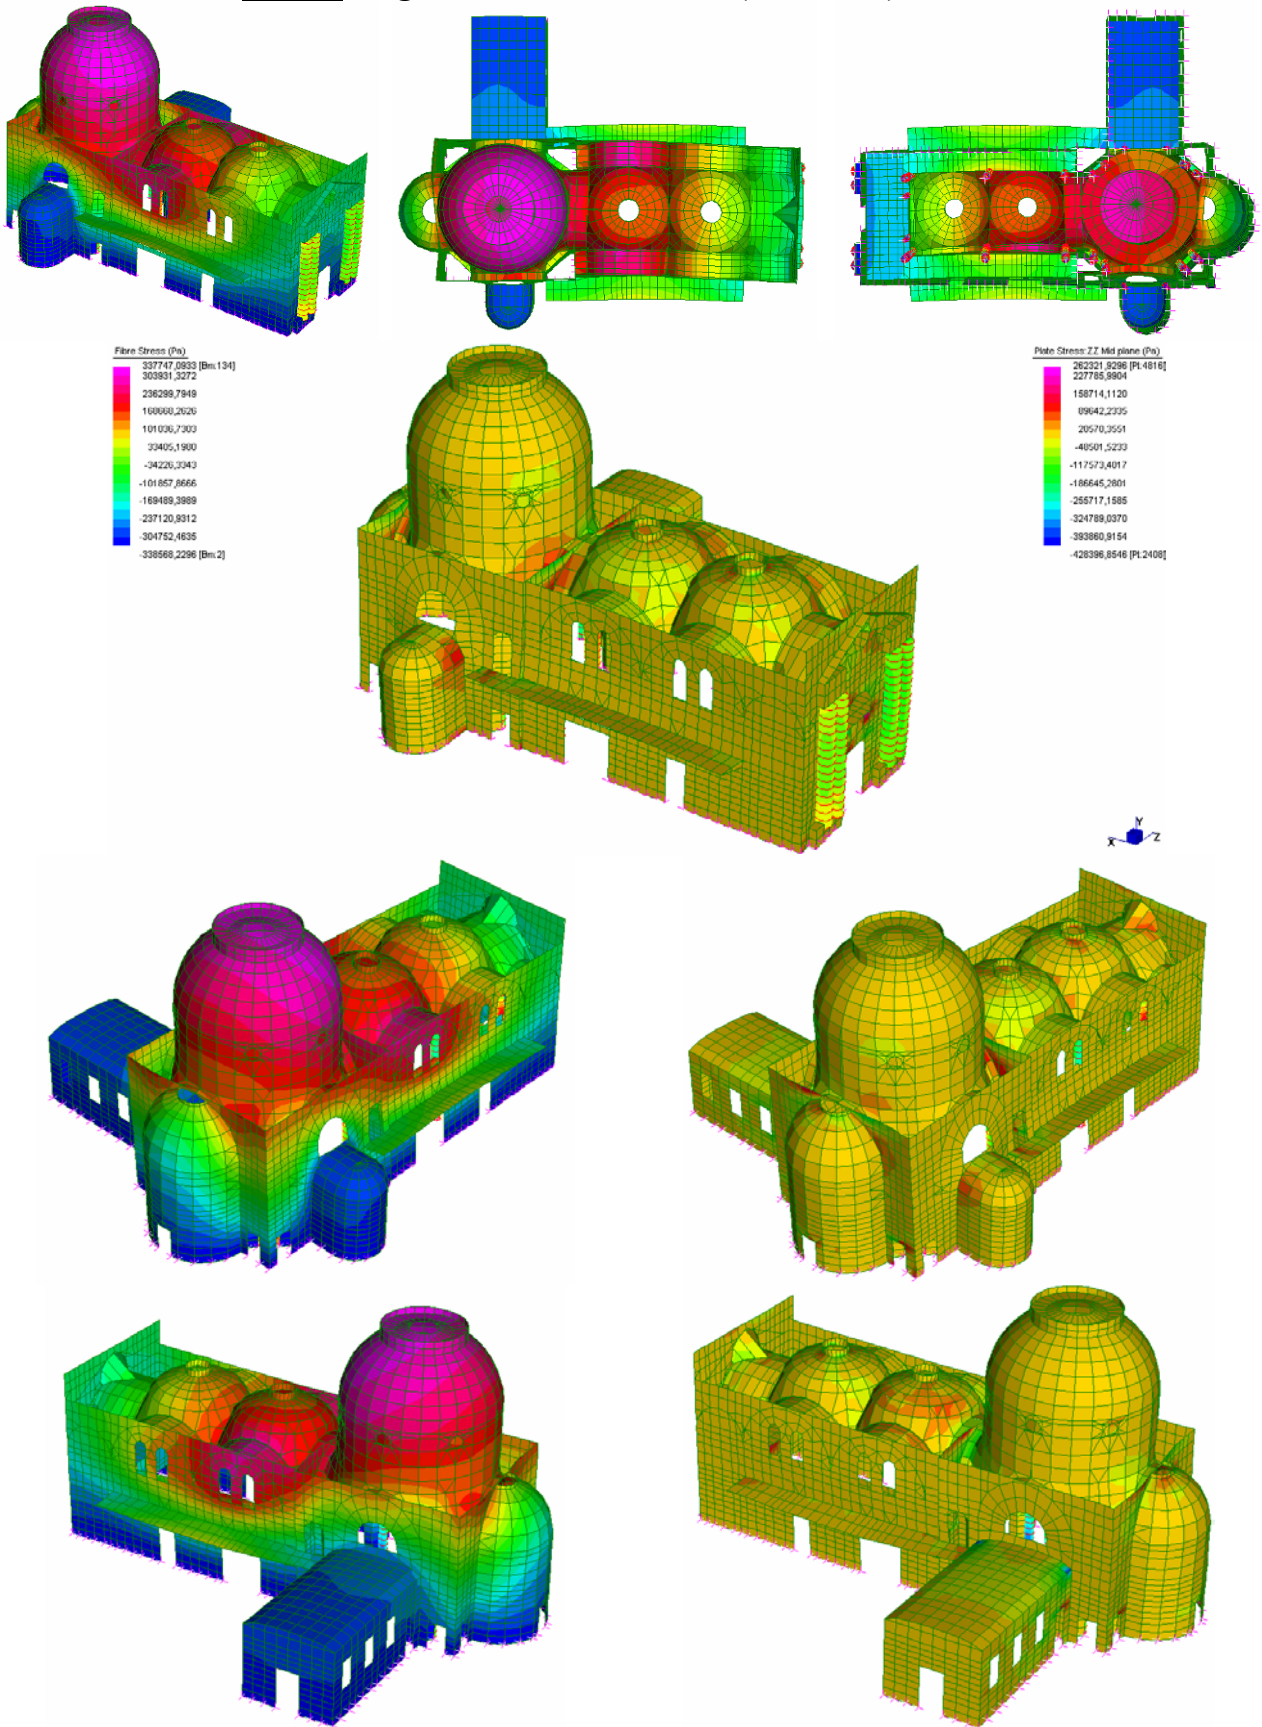 Fibre Stress (Pa)
337747,0933 [Bm:134]
303931,3272
236299,7949
168668,2626
101036,7303
33405,1980
-34226,3343
-101857,8666
-169489,3989
-237120,9312
-304752,4635
-338568,2296 [Bm:2]
Plate Stress:ZZ Mid plane (Pa)
262321,9296 [Pl:4816]
227785,9904
158714,1120
89642,2335
20570,3551
-48501,5233
-117573,4017
-186645,2801
-255717,1585
-324789,0370
-393860,9154
-428396,8546 [Pl:2408]
Y
X
Z